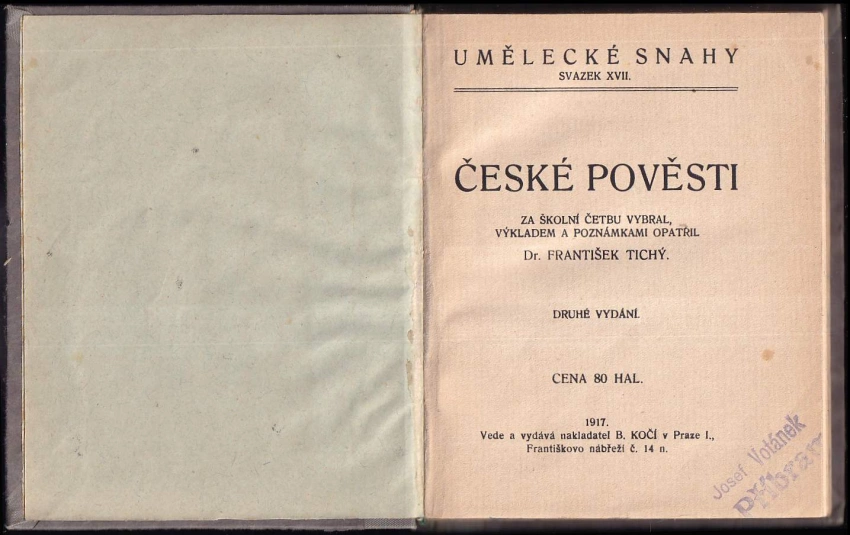 UMĚLECKÉ SNAHY
SVAZEK XVII.
ČESKÉ POVĚSTI
ZA ŠKOLNÍ ČETBU VYBRAL,
VÝKLADEM A POZNÁMKAMI OPATŘIL
Dr. FRANTIŠEK TICHÝ.
DRUHÉ VYDÁNÍ.
CENA 80 HAL.
1917.
Vede a vydává nakladatel B. KOČÍ v Praze I.,
Františkovo nábřeží č. 14 n.
Josef Votánek
Příbram